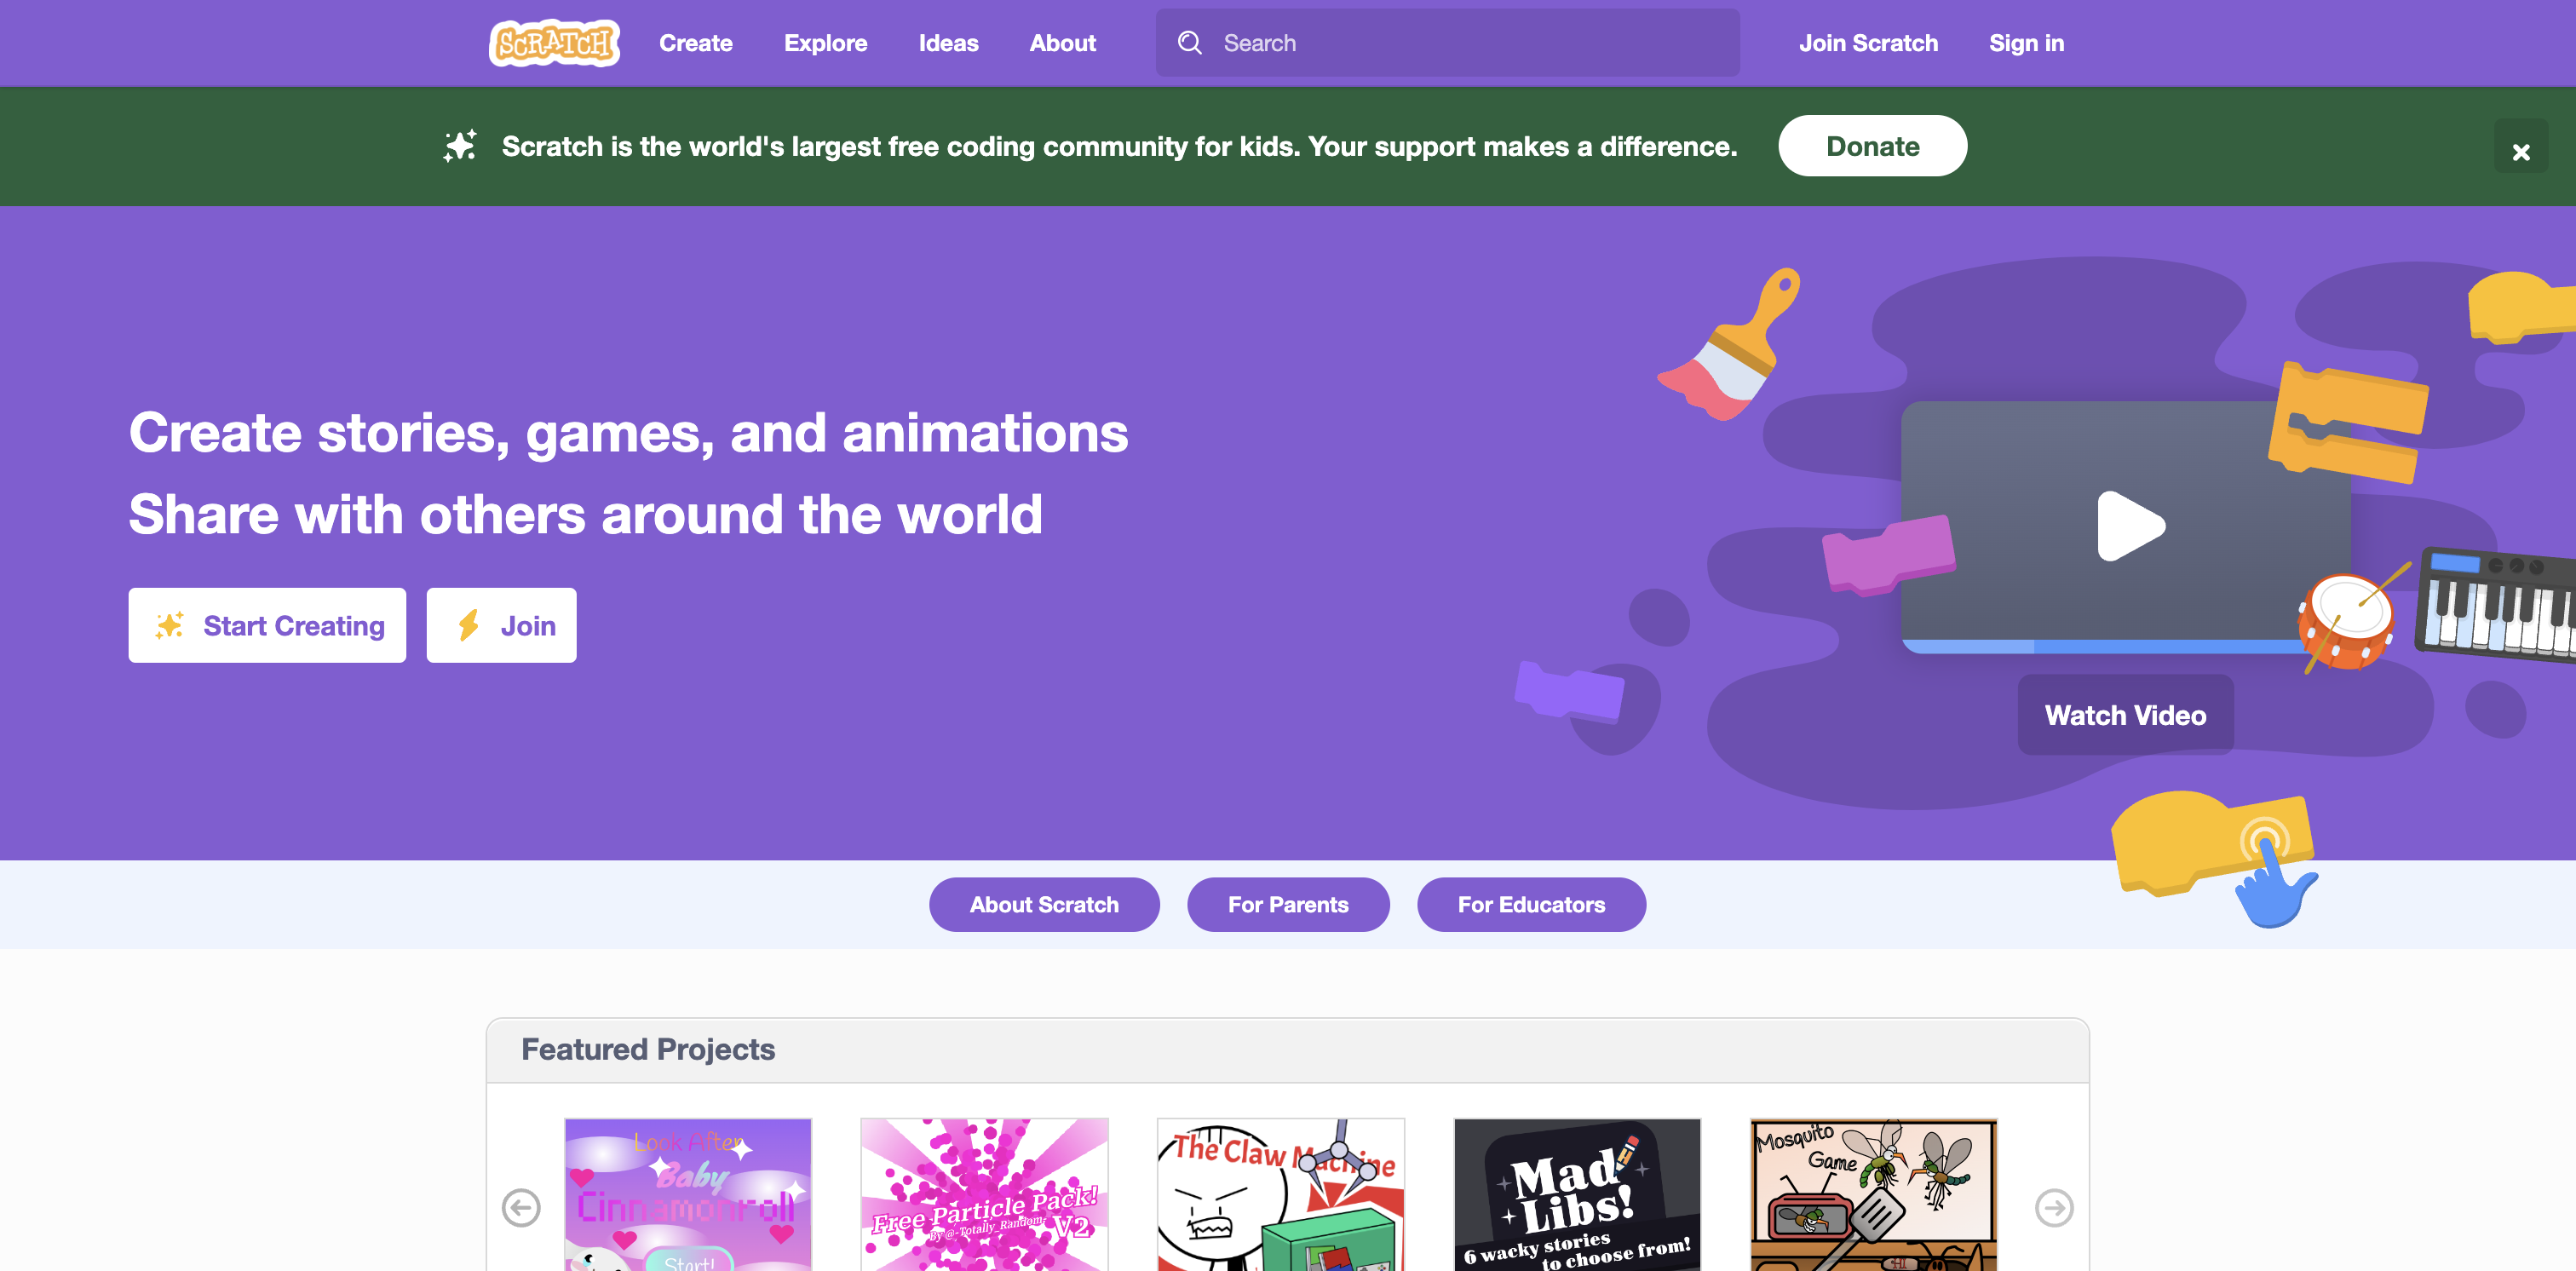 SCRATCH
Create
Explore
Ideas
About
Search
Join Scratch
Sign in
Scratch is the world's largest free coding community for kids. Your support makes a difference.
Donate
Create stories, games, and animations
Share with others around the world
Start Creating
Join
Watch Video
About Scratch
For Parents
For Educators
Featured Projects
Look After
Baby
Cinnamonroll
Start!
Free Particle Pack!
By @-Totally_Random-
V2
The Claw Machine
Mad
Libs!
6 wacky stories
to choose from!
Mosquito
Game